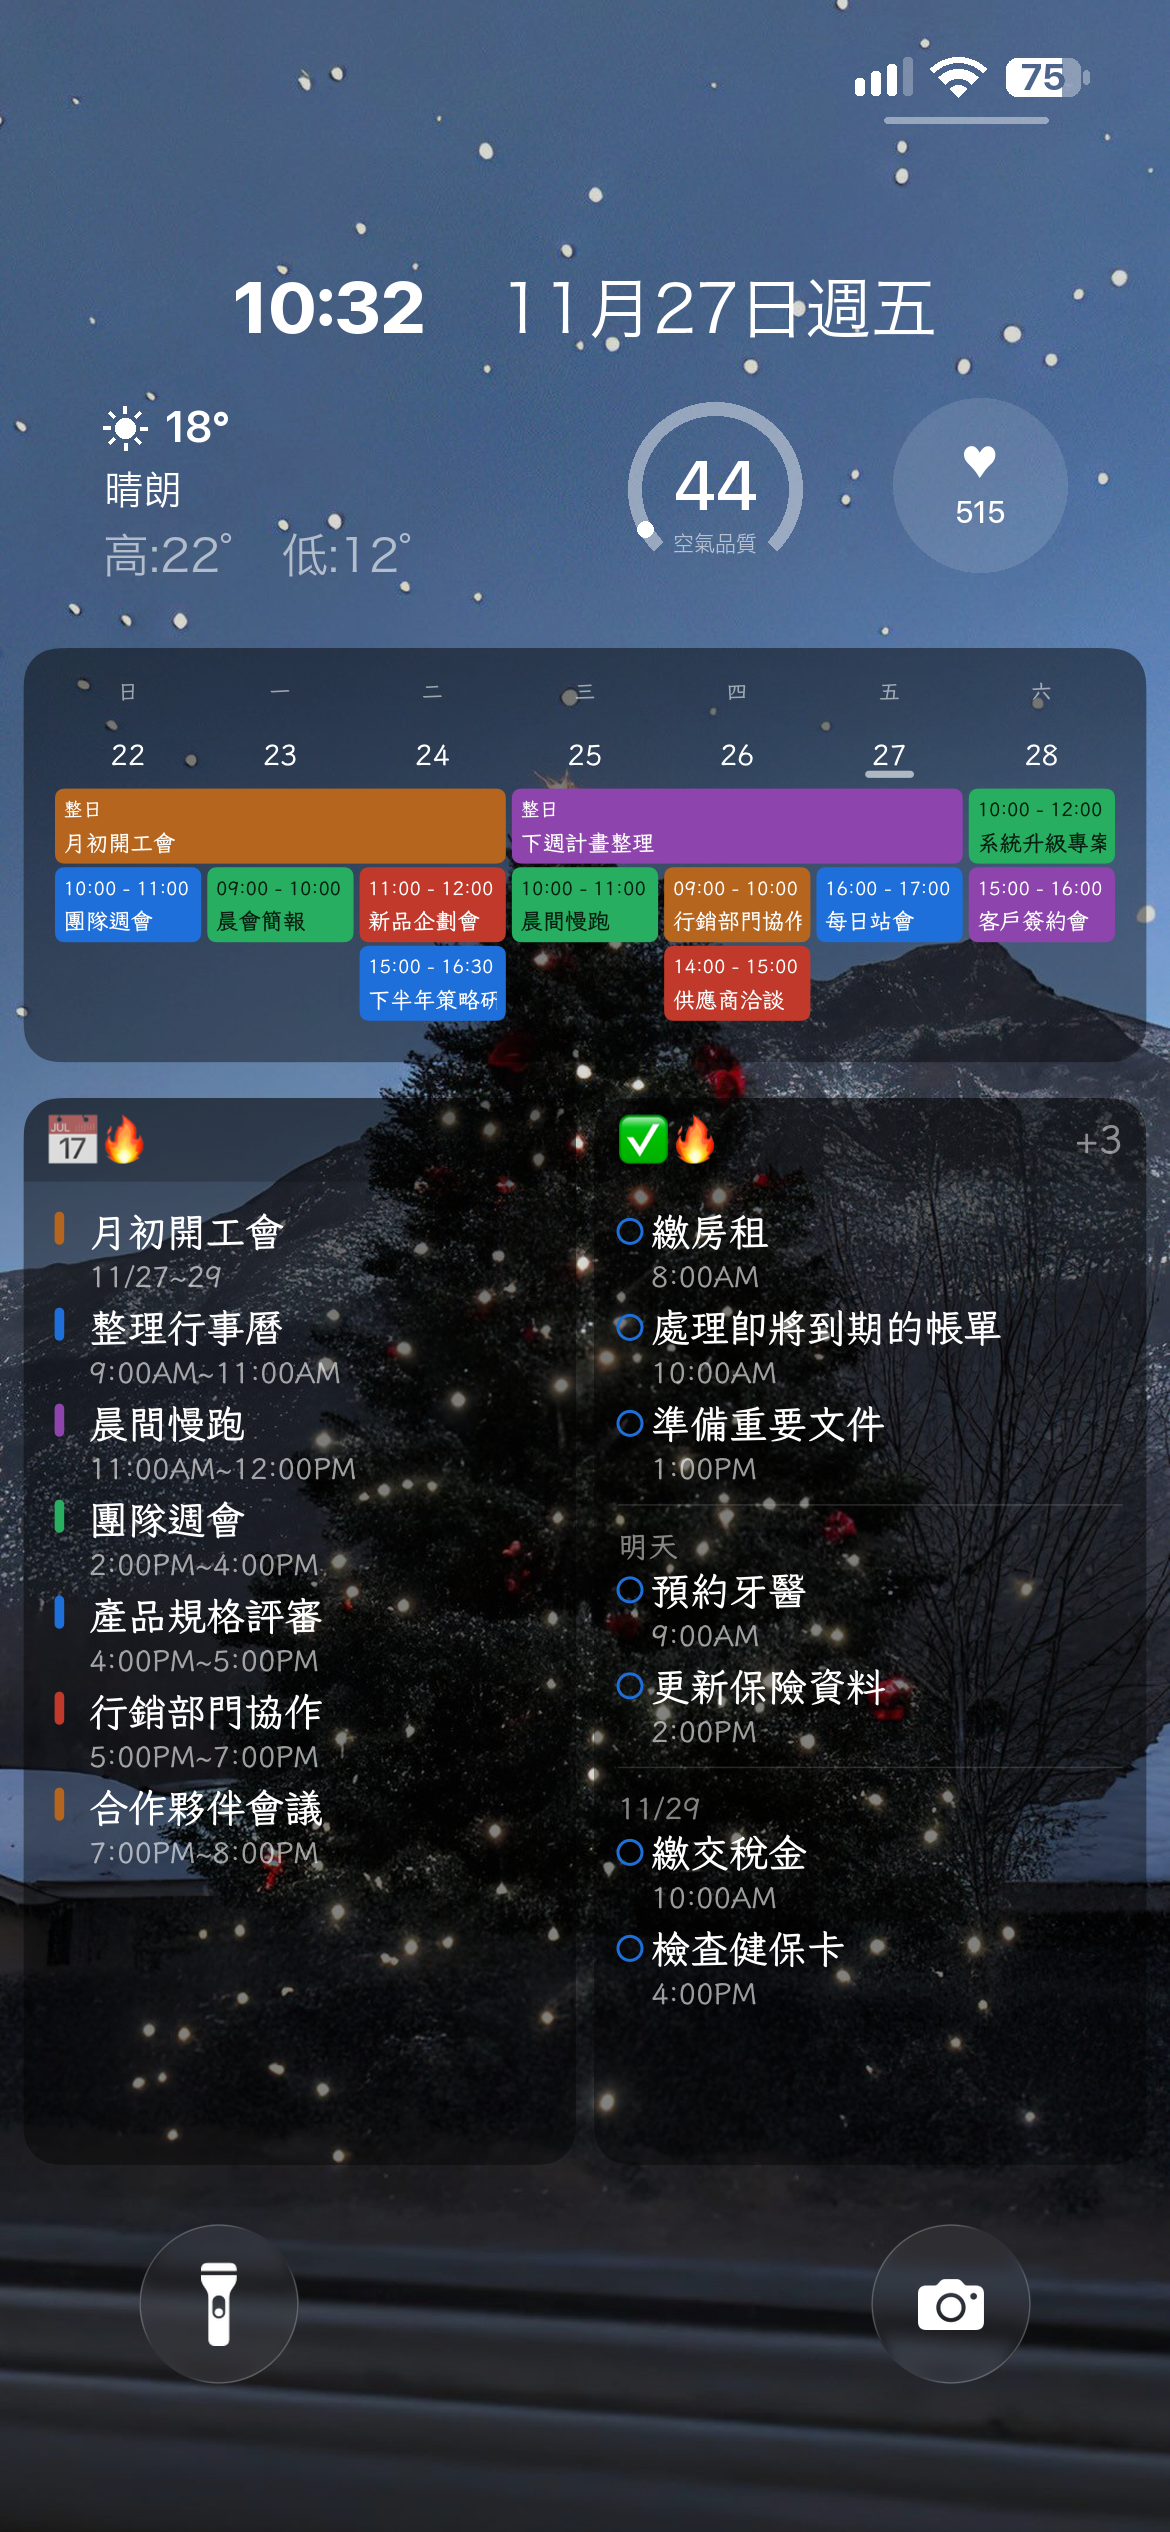 75
10:32 11月27日週五
18°
晴朗
高:22° 低:12°
44
空氣品質
515
日 一 二 三 四 五 六
22 23 24 25 26 27 28
整日
月初開工會
整日
下週計畫整理
10:00 - 12:00
系統升級專案
10:00 - 11:00
團隊週會
09:00 - 10:00
晨會簡報
11:00 - 12:00
新品企劃會
10:00 - 11:00
晨間慢跑
09:00 - 10:00
行銷部門協作
16:00 - 17:00
每日站會
15:00 - 16:00
客戶簽約會
15:00 - 16:30
下半年策略研
14:00 - 15:00
供應商洽談
JUL
17
月初開工會
11/27~29
整理行事曆
9:00AM~11:00AM
晨間慢跑
11:00AM~12:00PM
團隊週會
2:00PM~4:00PM
產品規格評審
4:00PM~5:00PM
行銷部門協作
5:00PM~7:00PM
合作夥伴會議
7:00PM~8:00PM
+3
繳房租
8:00AM
處理即將到期的帳單
10:00AM
準備重要文件
1:00PM
明天
預約牙醫
9:00AM
更新保險資料
2:00PM
11/29
繳交稅金
10:00AM
檢查健保卡
4:00PM